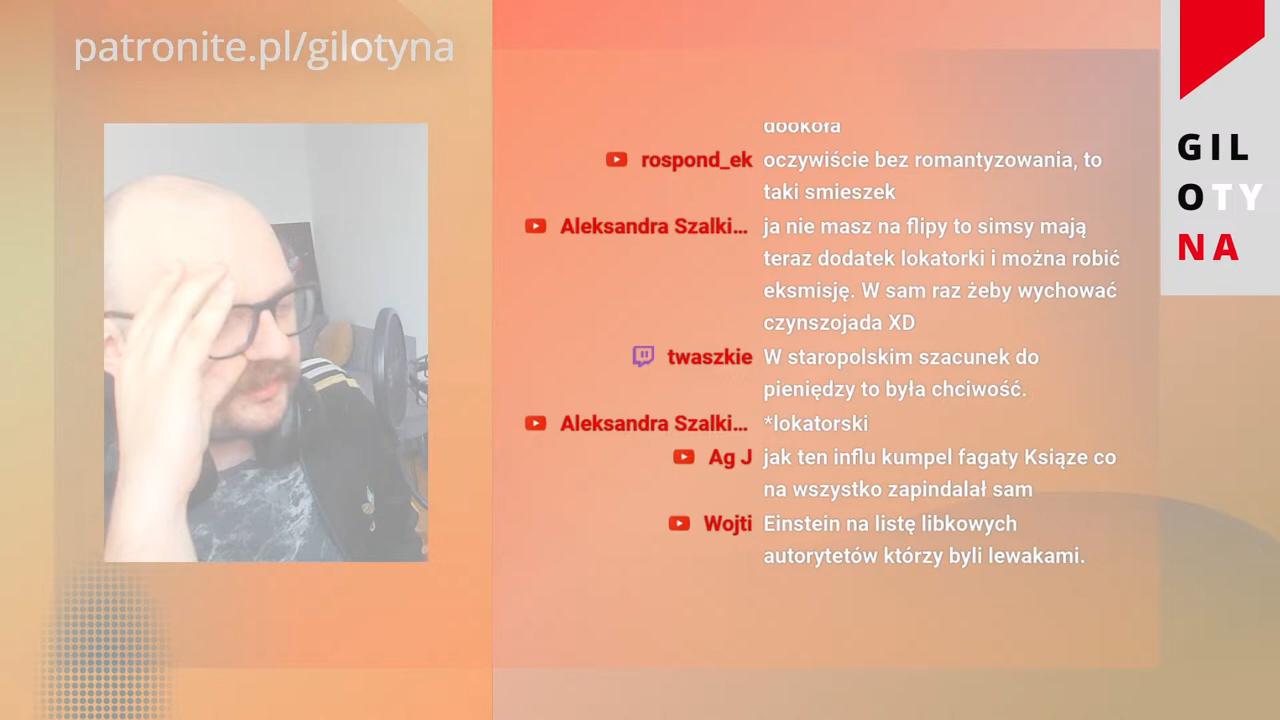 patronite.pl/gilotyna
dookoła
rospond_ek oczywiście bez romantyzowania, to
taki smieszek
Aleksandra Szalki... ja nie masz na flipy to simsy mają
teraz dodatek lokatorki i można robić
eksmisję. W sam raz żeby wychować
czynszojada XD
twaszkie W staropolskim szacunek do
pieniędzy to była chciwość.
Aleksandra Szalki... *lokatorski
Ag J jak ten influ kumpel fagaty Książe co
na wszystko zapindalał sam
Wojti Einstein na listę libkowych
autorytetów którzy byli lewakami.
GIL
OTY
NA